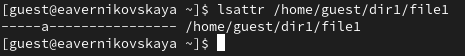 [guest@eavernikovskaya ~]$ lsattr /home/guest/dir1/file1
-----a---------------- /home/guest/dir1/file1
[guest@eavernikovskaya ~]$